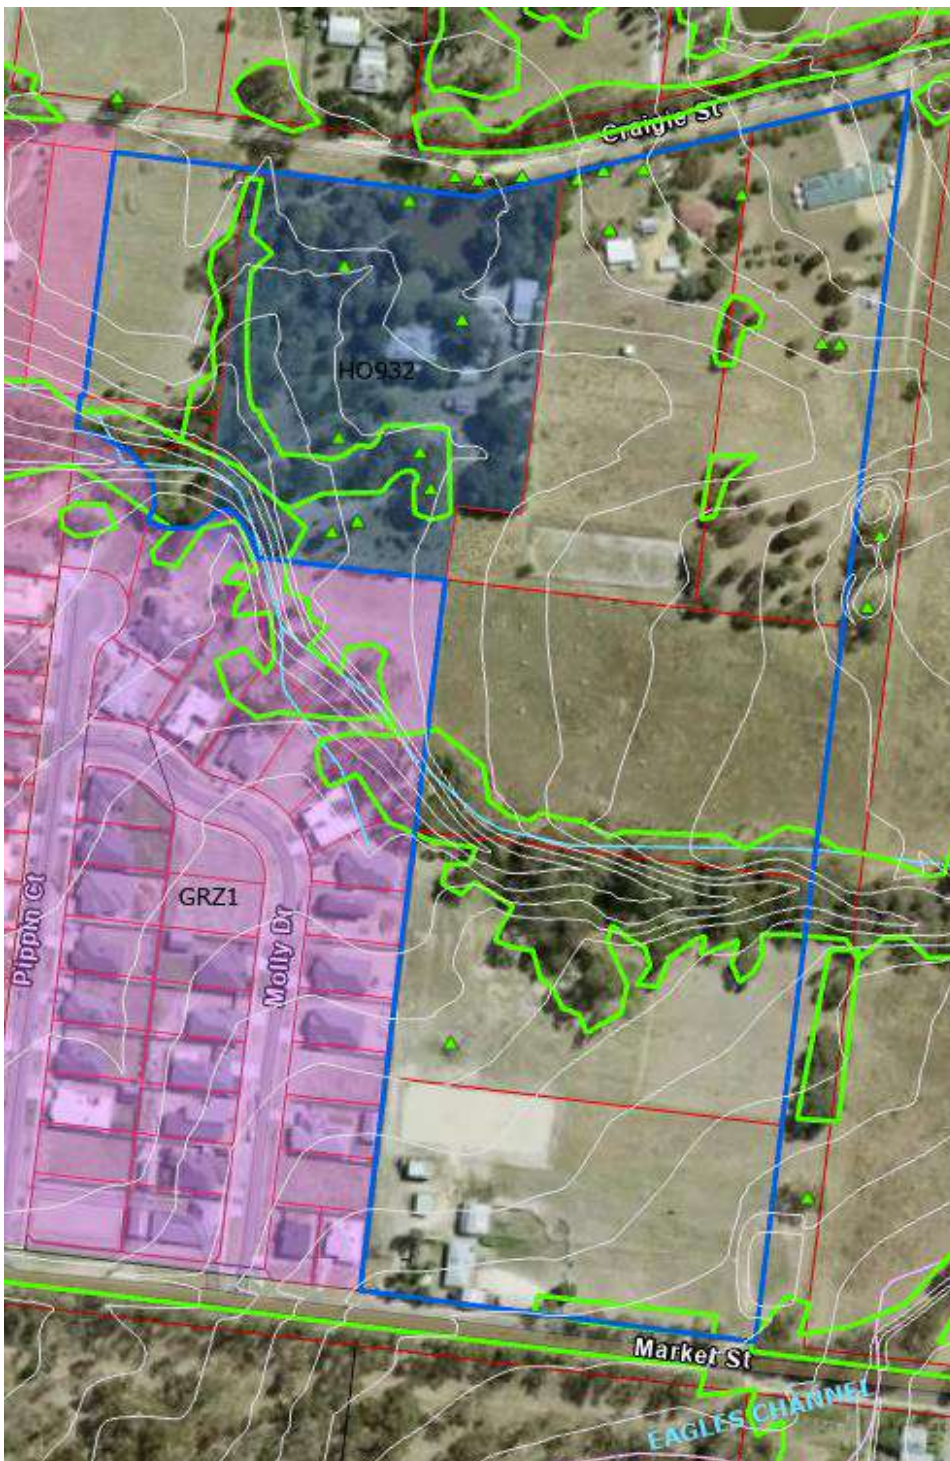 Craigie St
HO932
GRZ1
Pippin Ct
Molly Dr
Market St
EAGLES CHANNEL